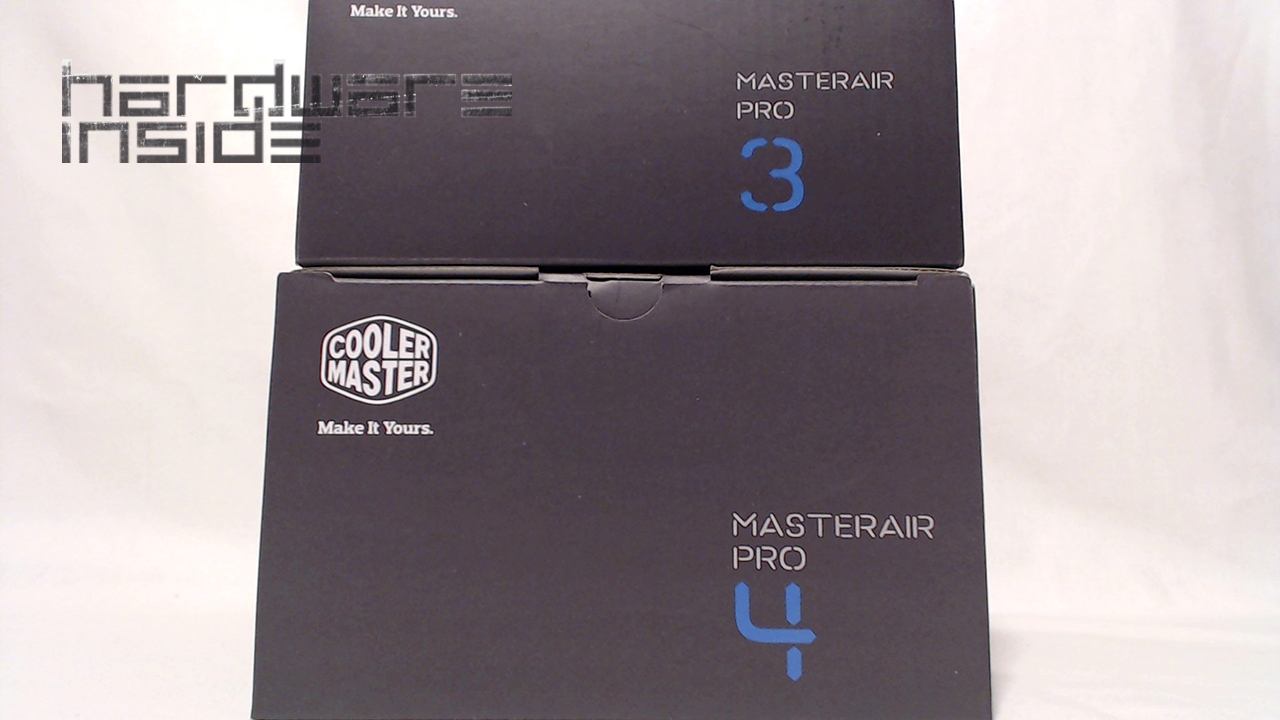 Make It Yours.
hardware
inside
MASTERAIR
PRO
3
COOLER
MASTER
Make It Yours.
MASTERAIR
PRO
4